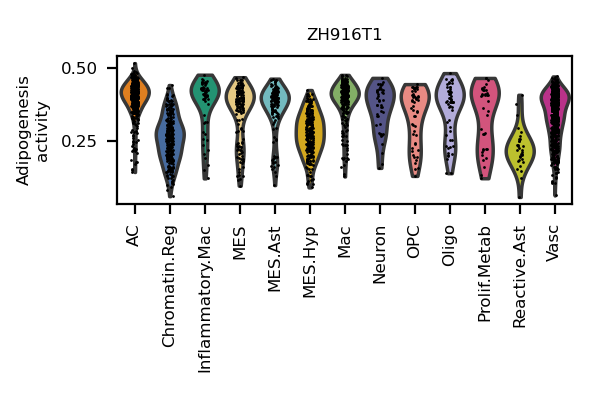 ZH916T1
Adipogenesis
activity
0.50
0.25
AC
Chromatin.Reg
Inflammatory.Mac
MES
MES.Ast
MES.Hyp
Mac
Neuron
OPC
Oligo
Prolif.Metab
Reactive.Ast
Vasc